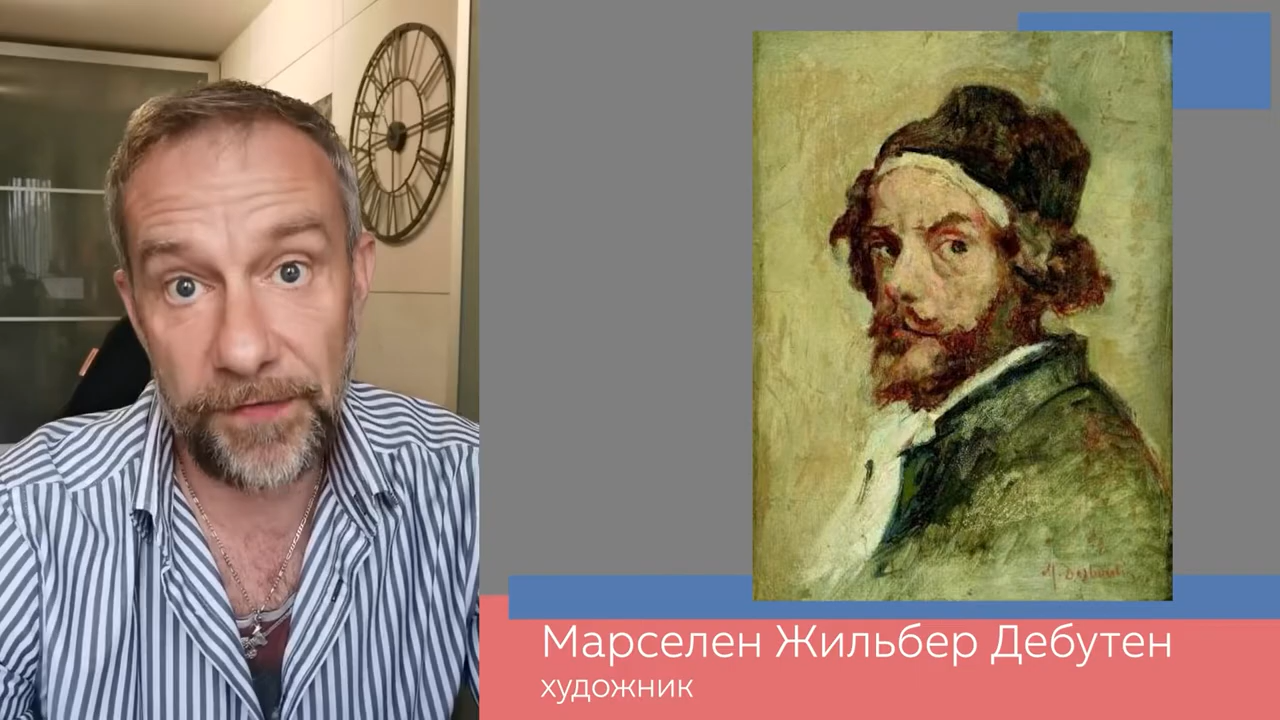 Марселен Жильбер Дебутен
художник